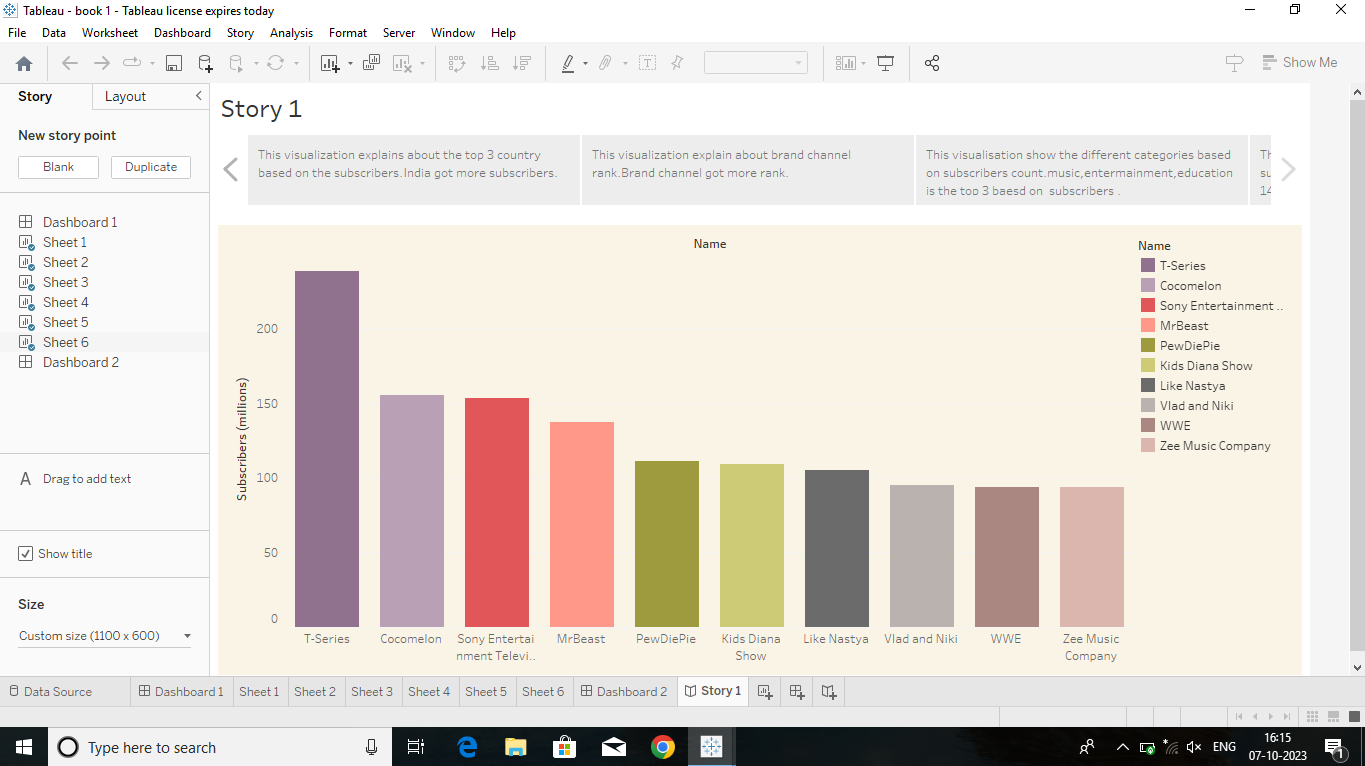 Tableau - book 1 - Tableau license expires today
File Data Worksheet Dashboard Story Analysis Format Server Window Help
Show Me
Story Layout
New story point
Blank Duplicate
Dashboard 1
Sheet 1
Sheet 2
Sheet 3
Sheet 4
Sheet 5
Sheet 6
Dashboard 2
A Drag to add text
Show title
Size
Custom size (1100 x 600)
Story 1
This visualization explains about the top 3 country
based on the subscribers.India got more subscribers.
This visualization explain about brand channel
rank.Brand channel got more rank.
This visualisation show the different categories based
on subscribers count.music,entermainment,education
is the top 3 baesd on subscribers .
Th
su
14
Name
Subscribers (millions)
200
150
100
50
0
T-Series
Cocomelon
Sony Entertai
nment Televi..
MrBeast
PewDiePie
Kids Diana
Show
Like Nastya
Vlad and Niki
WWE
Zee Music
Company
Name
T-Series
Cocomelon
Sony Entertainment ..
MrBeast
PewDiePie
Kids Diana Show
Like Nastya
Vlad and Niki
WWE
Zee Music Company
Data Source Dashboard 1 Sheet 1 Sheet 2 Sheet 3 Sheet 4 Sheet 5 Sheet 6 Dashboard 2 Story 1
Type here to search
ENG
16:15
07-10-2023
1